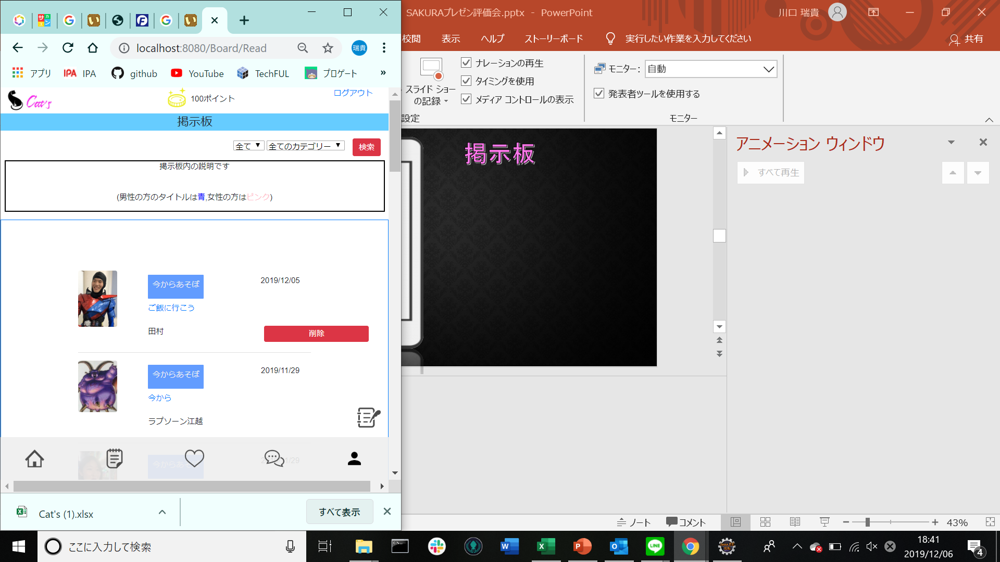 SAKURAプレゼン評価会.pptx - PowerPoint
川口 瑞貴
校閲 表示 ヘルプ ストーリーボード 実行したい作業を入力してください 共有
localhost:8080/Board/Read
瑞貴
アプリ IPA IPA github YouTube TechFUL プロゲート »
スライド ショー
の記録
ナレーションの再生
タイミングを使用
メディア コントロールの表示
設定
モニター: 自動
発表者ツールを使用する
モニター
Cat's
100ポイント
ログアウト
掲示板
全て 全てのカテゴリー 検索
掲示板内の説明です
(男性の方のタイトルは青,女性の方はピンク)
今からあそぼ 2019/12/05
ご飯に行こう
田村 削除
今からあそぼ 2019/11/29
今から
ラプソーン江越
掲示板
アニメーション ウィンドウ
すべて再生
Cat's (1).xlsx
すべて表示
ノート コメント 43%
ここに入力して検索
18:41
2019/12/06
4